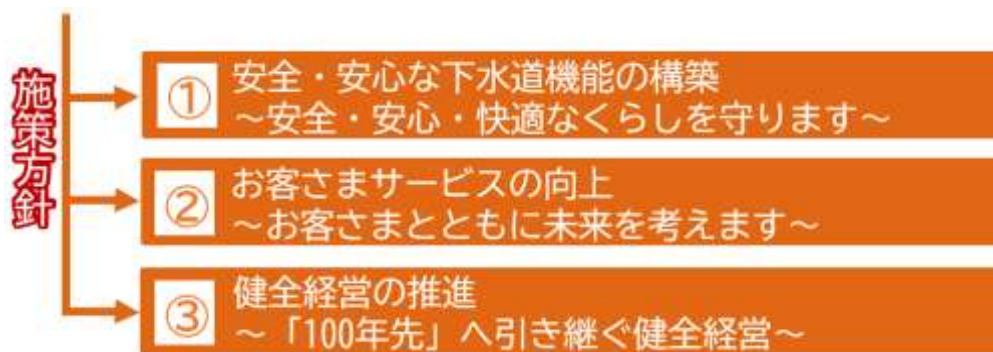 施策方針
① 安全・安心な下水道機能の構築
～安全・安心・快適なくらしを守ります～
② お客さまサービスの向上
～お客さまとともに未来を考えます～
③ 健全経営の推進
～「100年先」へ引き継ぐ健全経営～